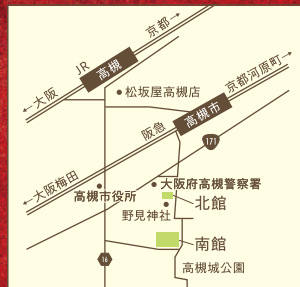 京都
JR
高槻
大阪
松坂屋高槻店
京都河原町
高槻市
阪急
171
大阪梅田
高槻市役所
大阪府高槻警察署
北館
野見神社
南館
16
高槻城公園